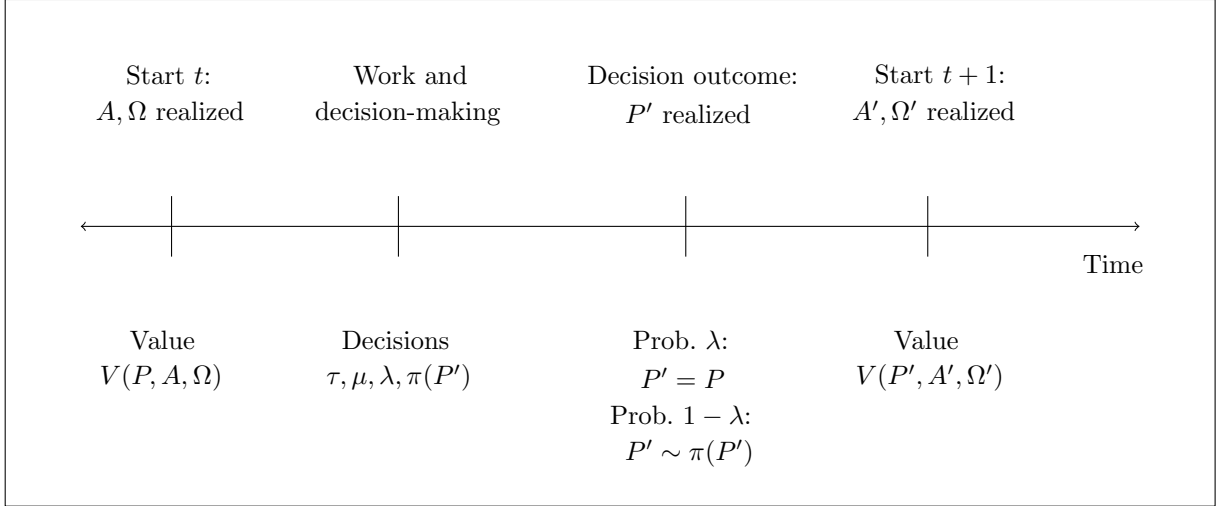 Start t:
A, Ω realized
Work and
decision-making
Decision outcome:
P′ realized
Start t + 1:
A′, Ω′ realized
Time
Value
V(P, A, Ω)
Decisions
τ, μ, λ, π(P′)
Prob. λ:
P′ = P
Prob. 1 − λ:
P′ ∼ π(P′)
Value
V(P′, A′, Ω′)